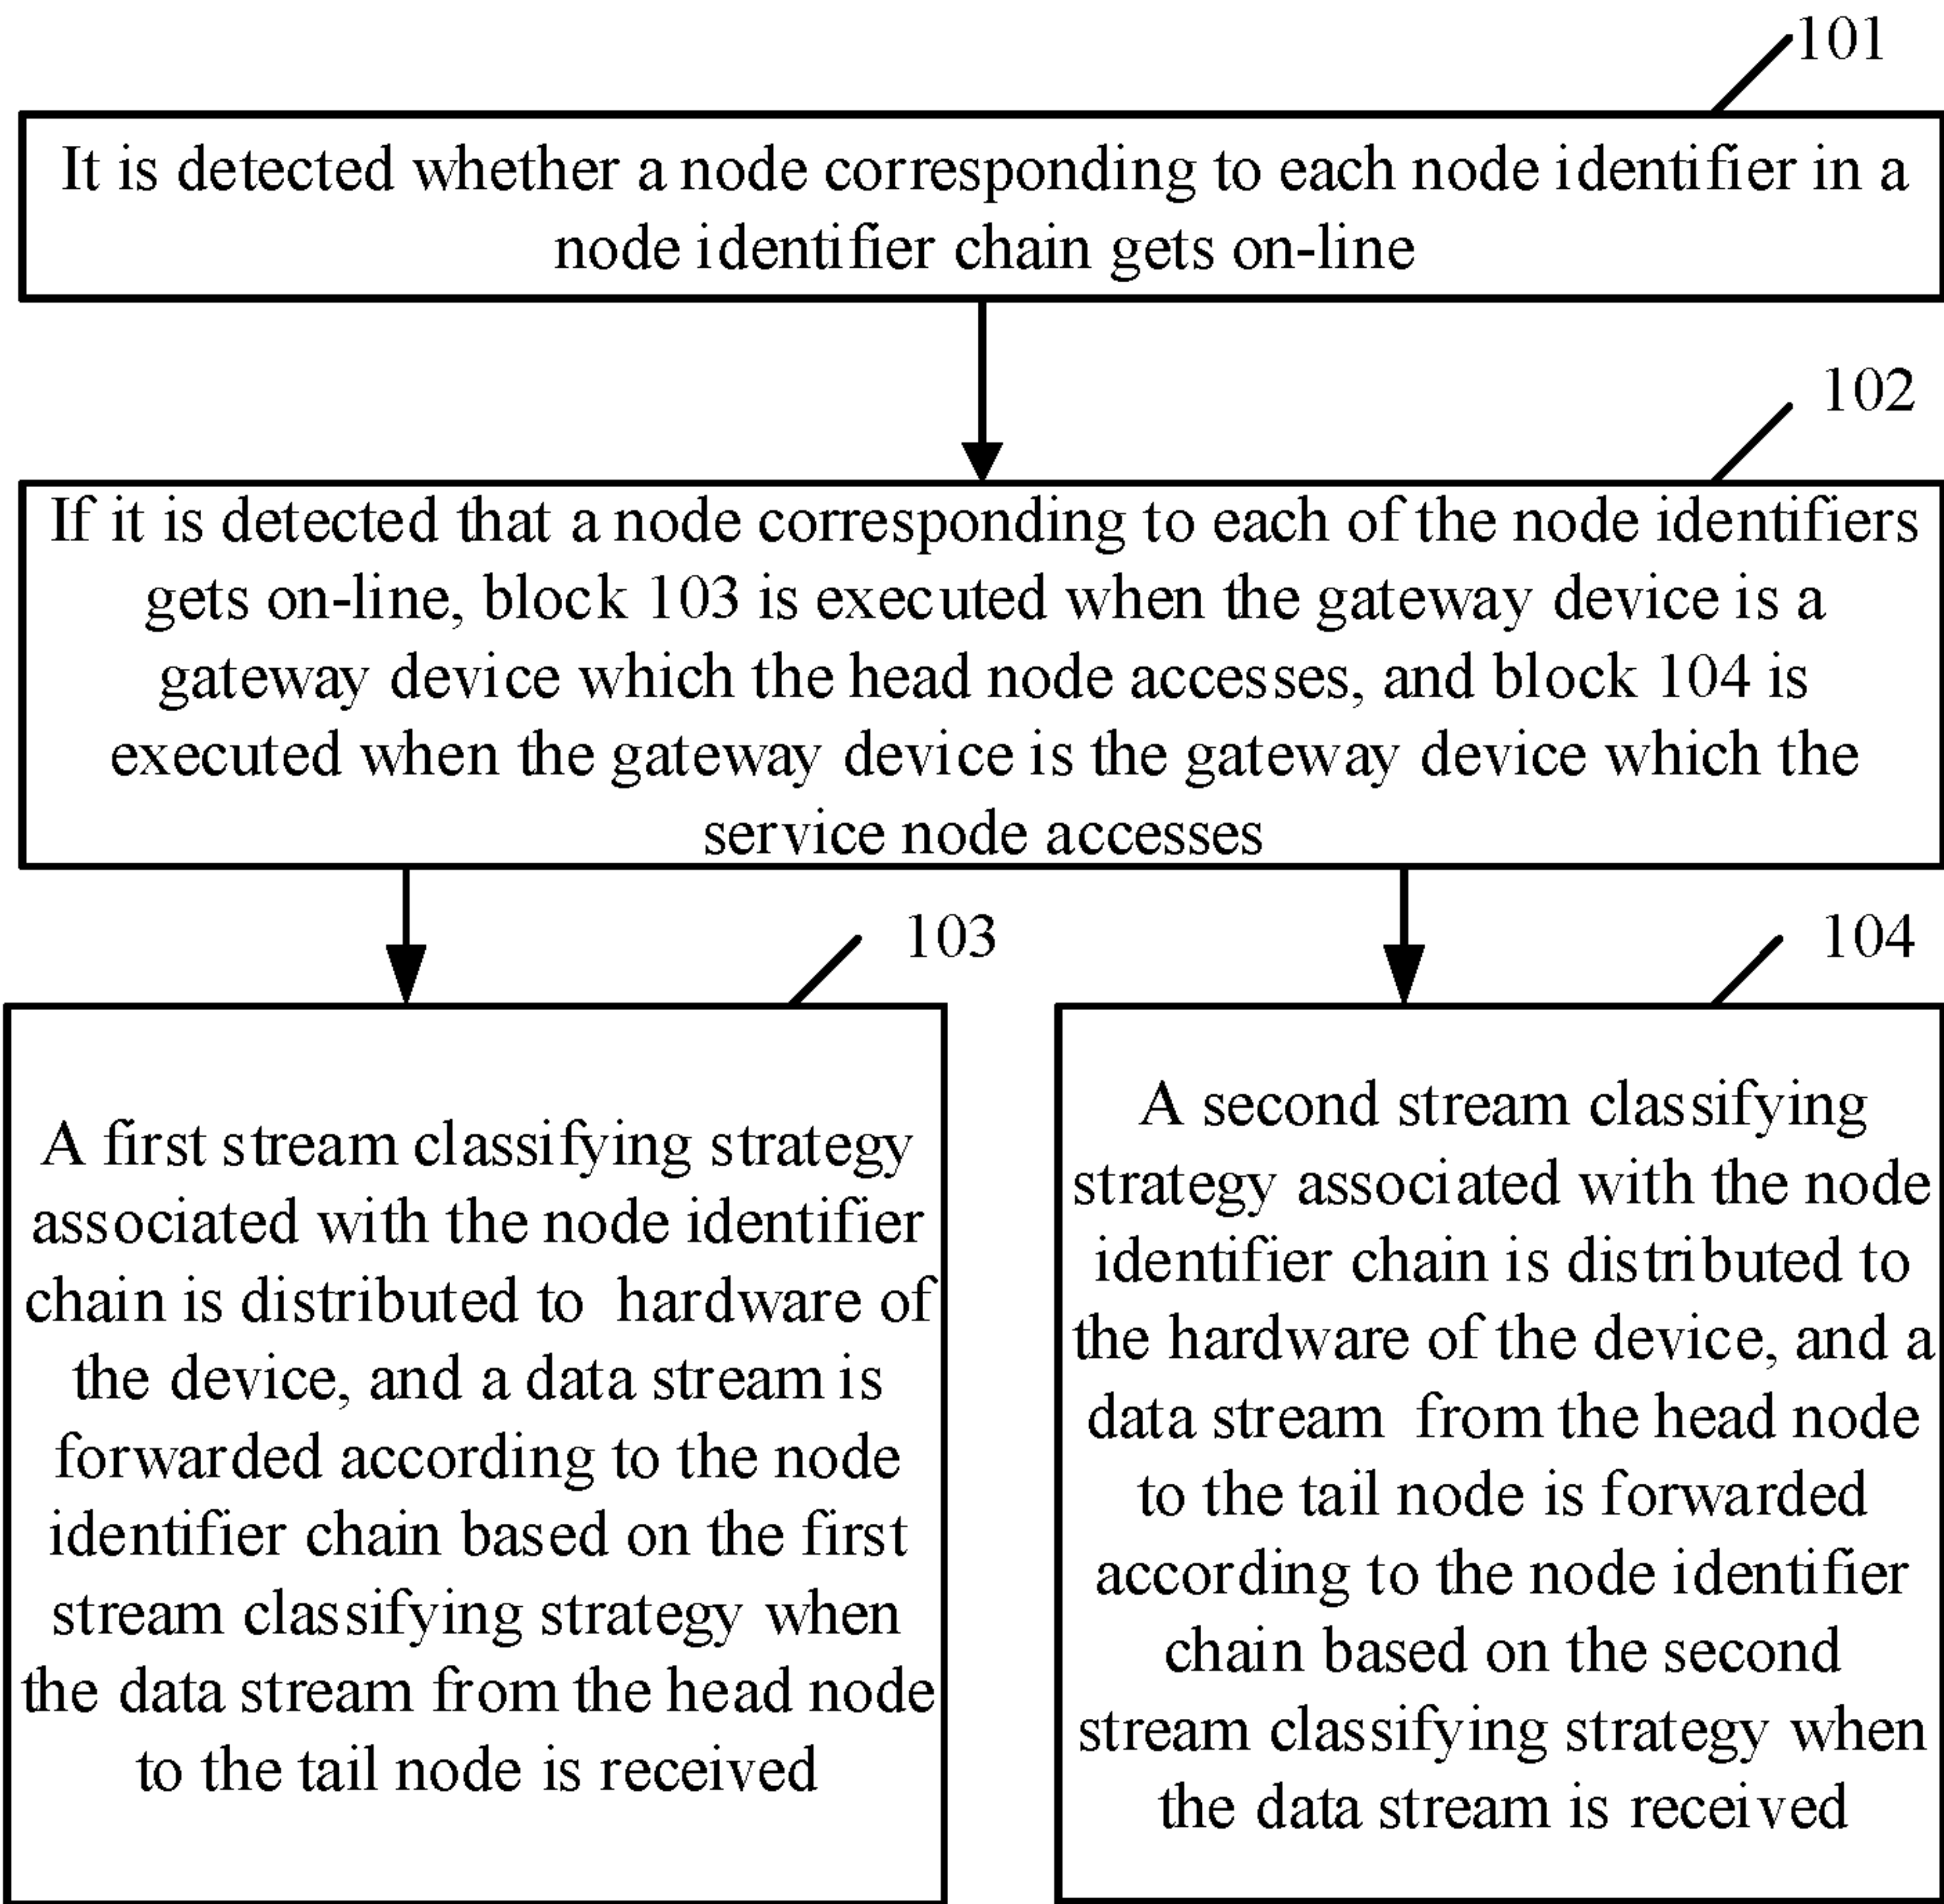 101
It is detected whether a node corresponding to each node identifier in a
node identifier chain gets on-line
102
If it is detected that a node corresponding to each of the node identifiers
gets on-line, block 103 is executed when the gateway device is a
gateway device which the head node accesses, and block 104 is
executed when the gateway device is the gateway device which the
service node accesses
103
A first stream classifying strategy
associated with the node identifier
chain is distributed to hardware of
the device, and a data stream is
forwarded according to the node
identifier chain based on the first
stream classifying strategy when
the data stream from the head node
to the tail node is received
104
A second stream classifying
strategy associated with the node
identifier chain is distributed to
the hardware of the device, and a
data stream from the head node
to the tail node is forwarded
according to the node identifier
chain based on the second
stream classifying strategy when
the data stream is received